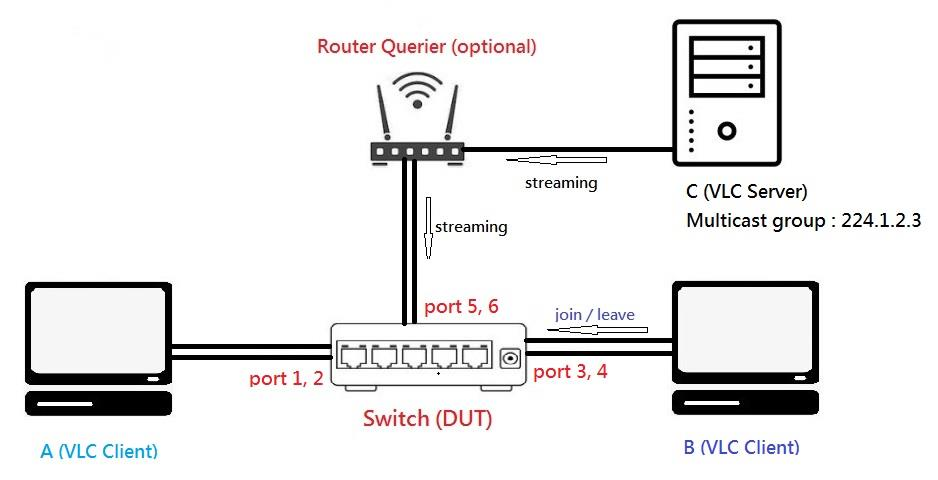 Router Querier (optional)
streaming
C (VLC Server)
Multicast group : 224.1.2.3
streaming
port 5, 6
join / leave
port 1, 2
port 3, 4
Switch (DUT)
A (VLC Client)
B (VLC Client)